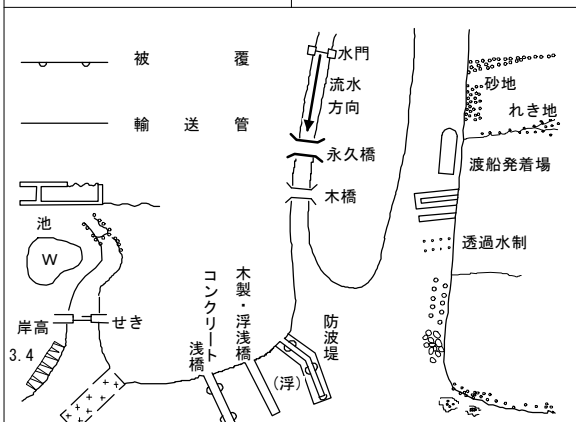 被覆
輸送管
水門
流水
方向
永久橋
木橋
砂地
れき地
渡船発着場
透過水制
池
W
岸高
3.4
せき
コンクリート
浅橋
木製・浮浅橋
防波堤
(浮)